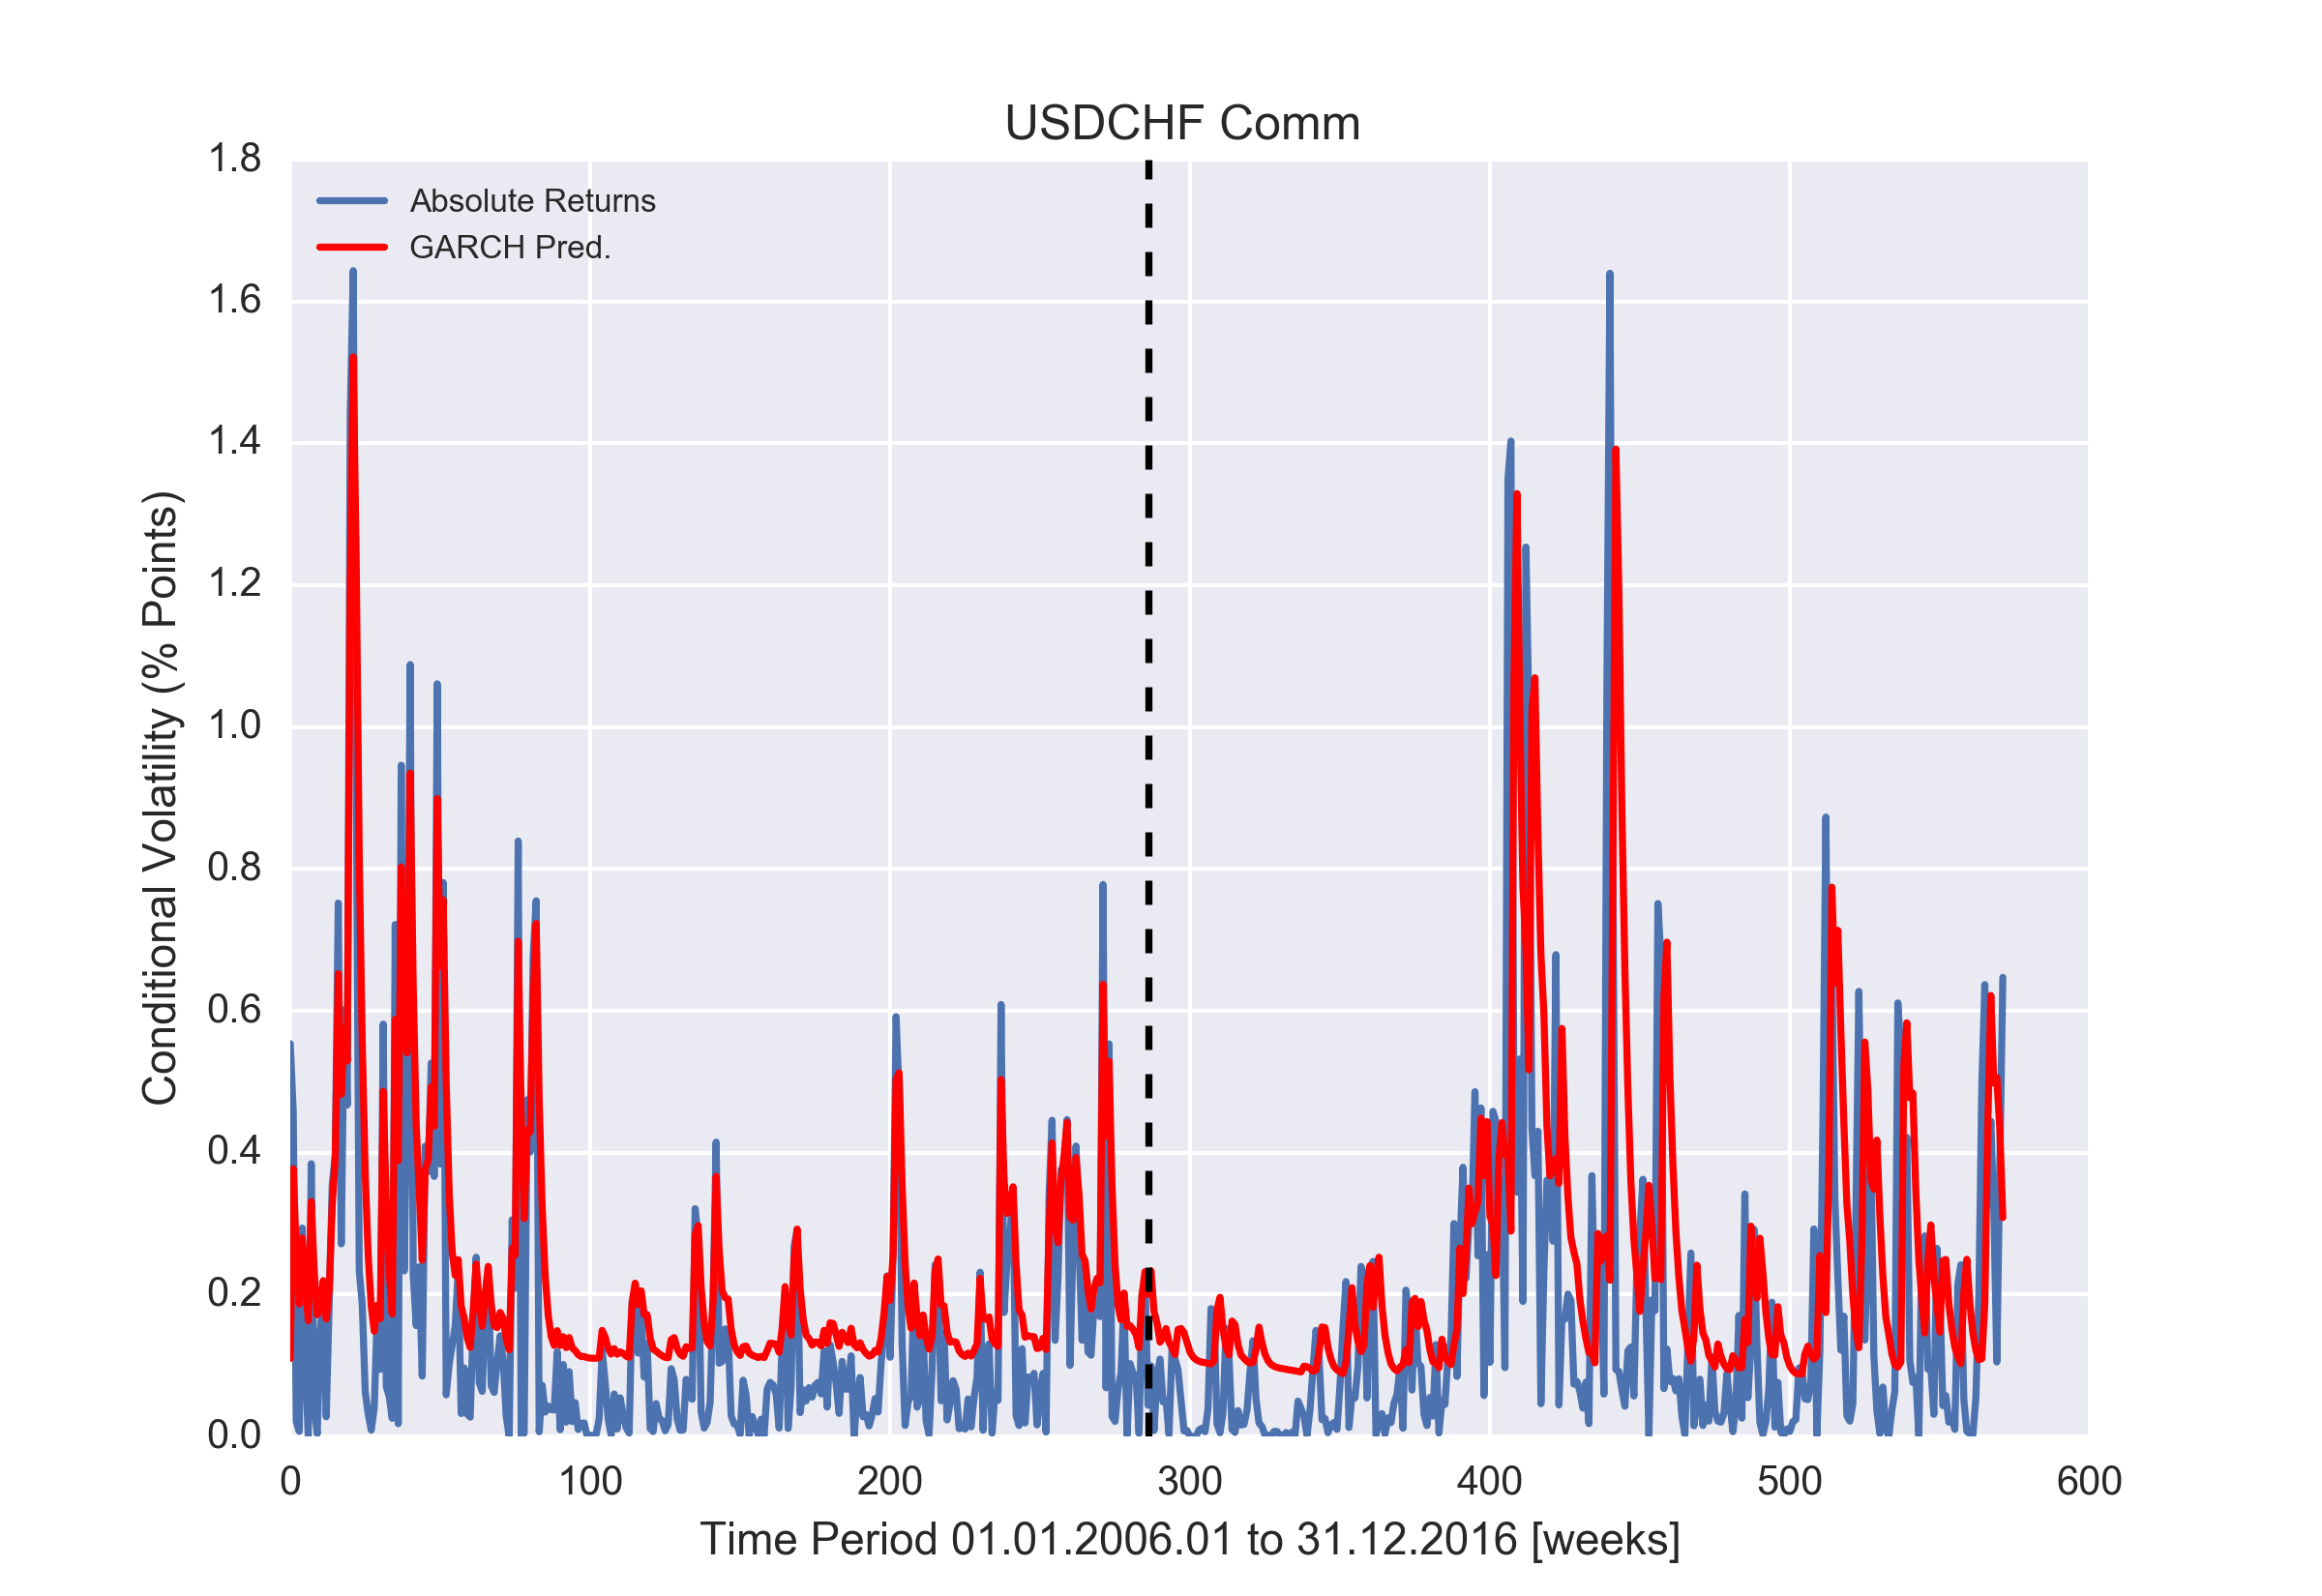 USDCHF Comm
Absolute Returns
GARCH Pred.
Conditional Volatility (% Points)
1.8
1.6
1.4
1.2
1.0
0.8
0.6
0.4
0.2
0.0
0 100 200 300 400 500 600
Time Period 01.01.2006.01 to 31.12.2016 [weeks]